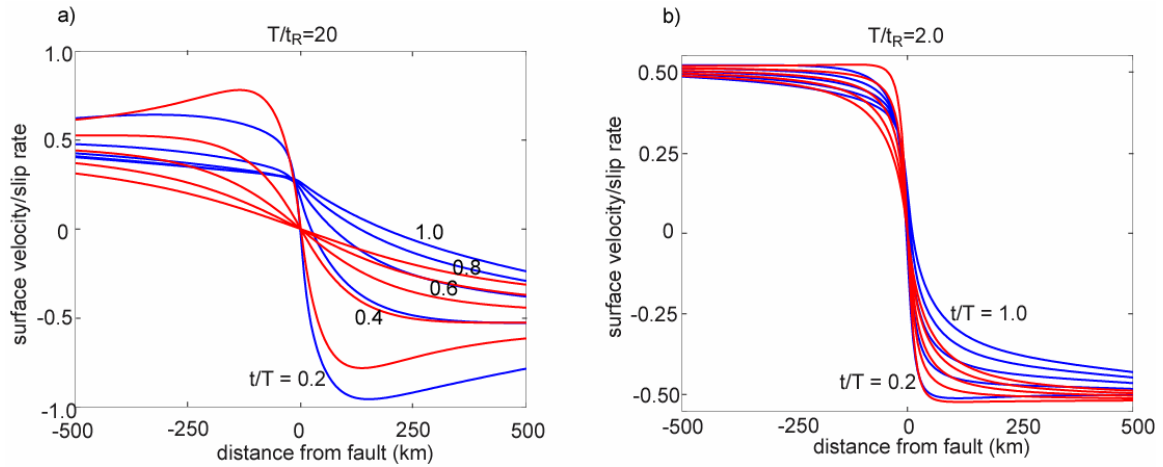 a)
T/tR=20
surface velocity/slip rate
1.0
0.5
0
-0.5
-1.0
1.0
0.8
0.6
0.4
t/T = 0.2
-500
-250
0
250
500
distance from fault (km)
b)
T/tR=2.0
surface velocity/slip rate
0.50
0.25
0
-0.25
-0.50
t/T = 1.0
t/T = 0.2
-500
-250
0
250
500
distance from fault (km)